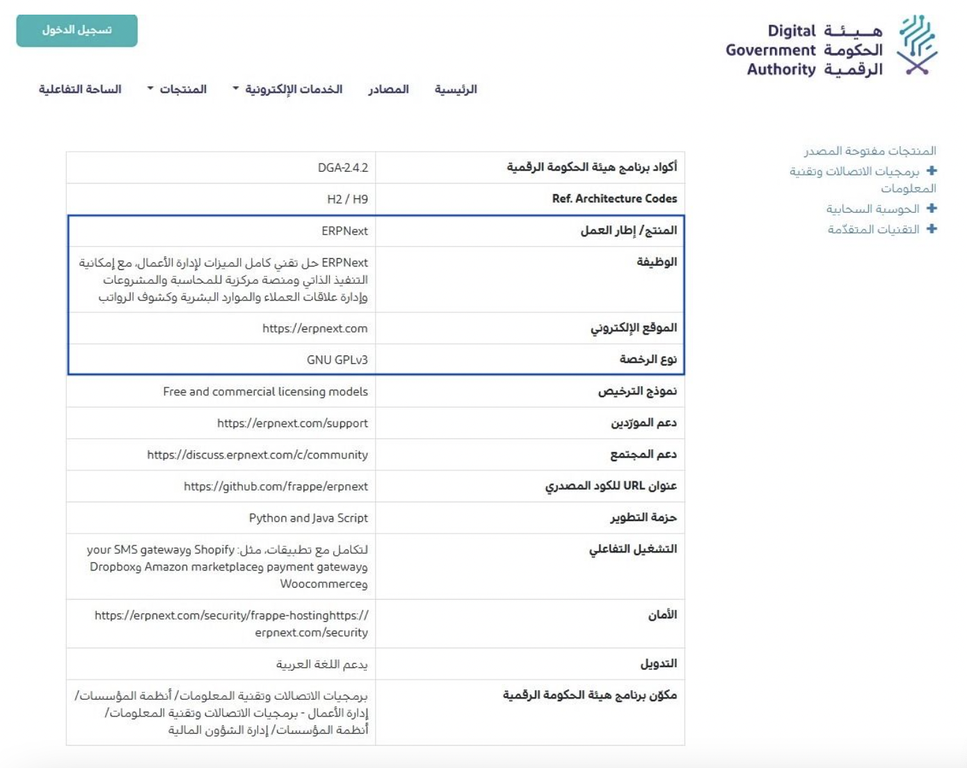 هـيـئـة الحكومة الرقمية
Digital Government Authority
تسجيل الدخول
الرئيسية
المصادر
الخدمات الإلكترونية
المنتجات
الساحة التفاعلية
المنتجات مفتوحة المصدر
برمجيات الاتصالات وتقنية
المعلومات
الحوسبة السحابية
التقنيات المتقدّمة
أكواد برنامج هيئة الحكومة الرقمية
DGA-2.4.2
Ref. Architecture Codes
H2 / H9
المنتج/ إطار العمل
ERPNext
الوظيفة
ERPNext حل تقني كامل الميزات لإدارة الأعمال، مع إمكانية
التنفيذ الذاتي ومنصة مركزية للمحاسبة والمشروعات
وإدارة علاقات العملاء والموارد البشرية وكشوف الرواتب
الموقع الإلكتروني
https://erpnext.com
نوع الرخصة
GNU GPLv3
نموذج الترخيص
Free and commercial licensing models
دعم المورّدين
https://erpnext.com/support
دعم المجتمع
https://discuss.erpnext.com/c/community
عنوان URL للكود المصدري
https://github.com/frappe/erpnext
حزمة التطوير
Python and Java Script
التشغيل التفاعلي
لتكامل مع تطبيقات، مثل: Shopify وyour SMS gateway
وpayment gateway وAmazon marketplace وDropbox
وWoocommerce
الأمان
https://erpnext.com/security/frappe-hostinghttps://
erpnext.com/security
التدويل
يدعم اللغة العربية
مكوّن برنامج هيئة الحكومة الرقمية
برمجيات الاتصالات وتقنية المعلومات/ أنظمة المؤسسات/
إدارة الأعمال - برمجيات الاتصالات وتقنية المعلومات/
أنظمة المؤسسات/ إدارة الشؤون المالية